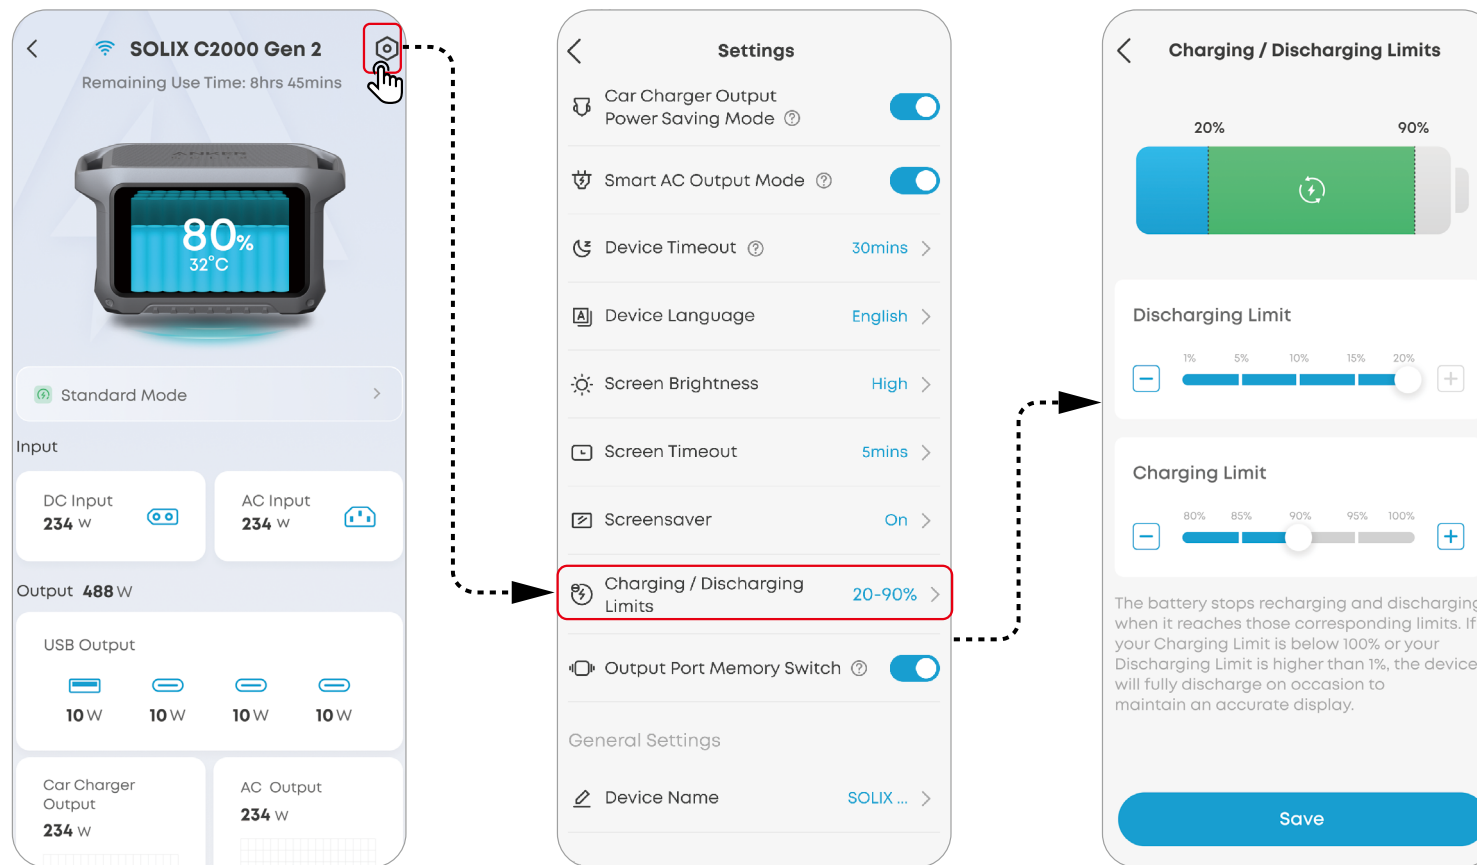 SOLIX C2000 Gen 2
Remaining Use Time: 8hrs 45mins
ANKER
80%
32°C
Standard Mode
Input
DC Input
234 W
AC Input
234 W
Output 488 W
USB Output
10 W
10 W
10 W
10 W
Car Charger
Output
234 W
AC Output
234 W
Settings
Car Charger Output
Power Saving Mode
Smart AC Output Mode
Device Timeout
30mins
Device Language
English
Screen Brightness
High
Screen Timeout
5mins
Screensaver
On
Charging / Discharging
Limits
20-90%
Output Port Memory Switch
General Settings
Device Name
SOLIX ...
Charging / Discharging Limits
20%
90%
Discharging Limit
1% 5% 10% 15% 20%
Charging Limit
80% 85% 90% 95% 100%
The battery stops recharging and discharging
when it reaches those corresponding limits. If
your Charging Limit is below 100% or your
Discharging Limit is higher than 1%, the device
will fully discharge on occasion to
maintain an accurate display.
Save